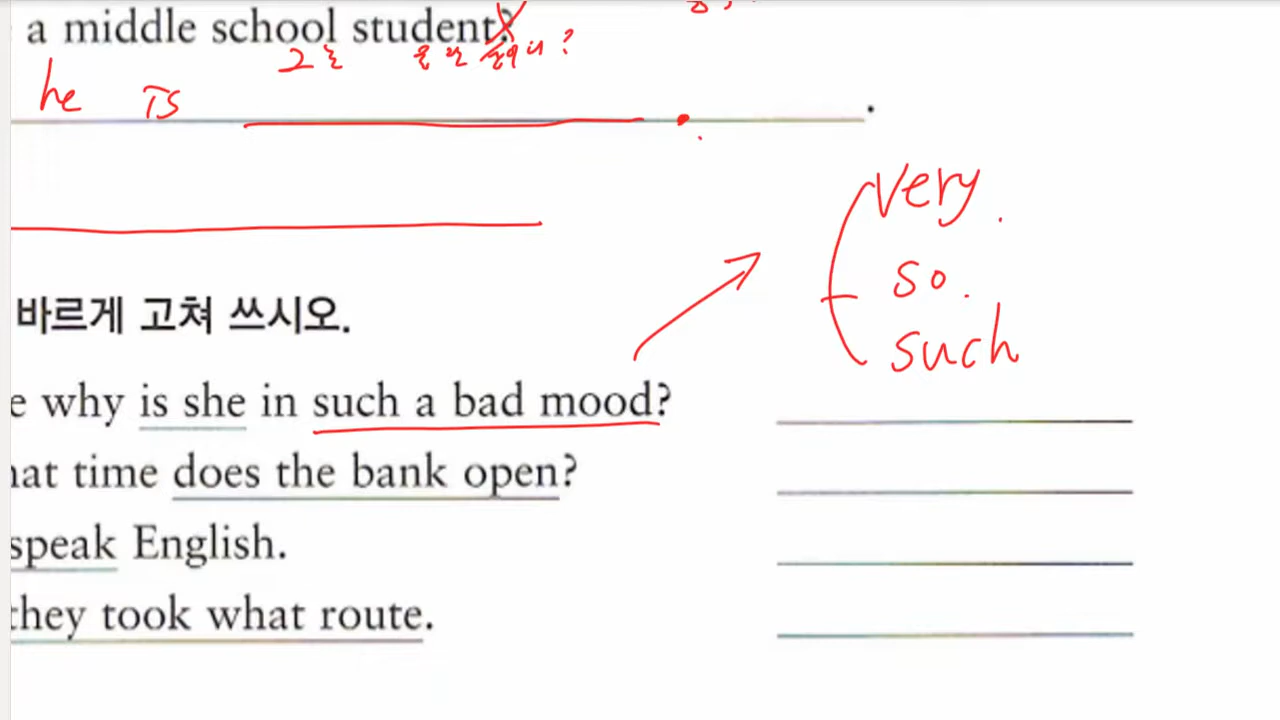 a middle school student?
he is
.
very.
so.
such
바르게 고쳐 쓰시오.
e why is she in such a bad mood?
at time does the bank open?
speak English.
they took what route.